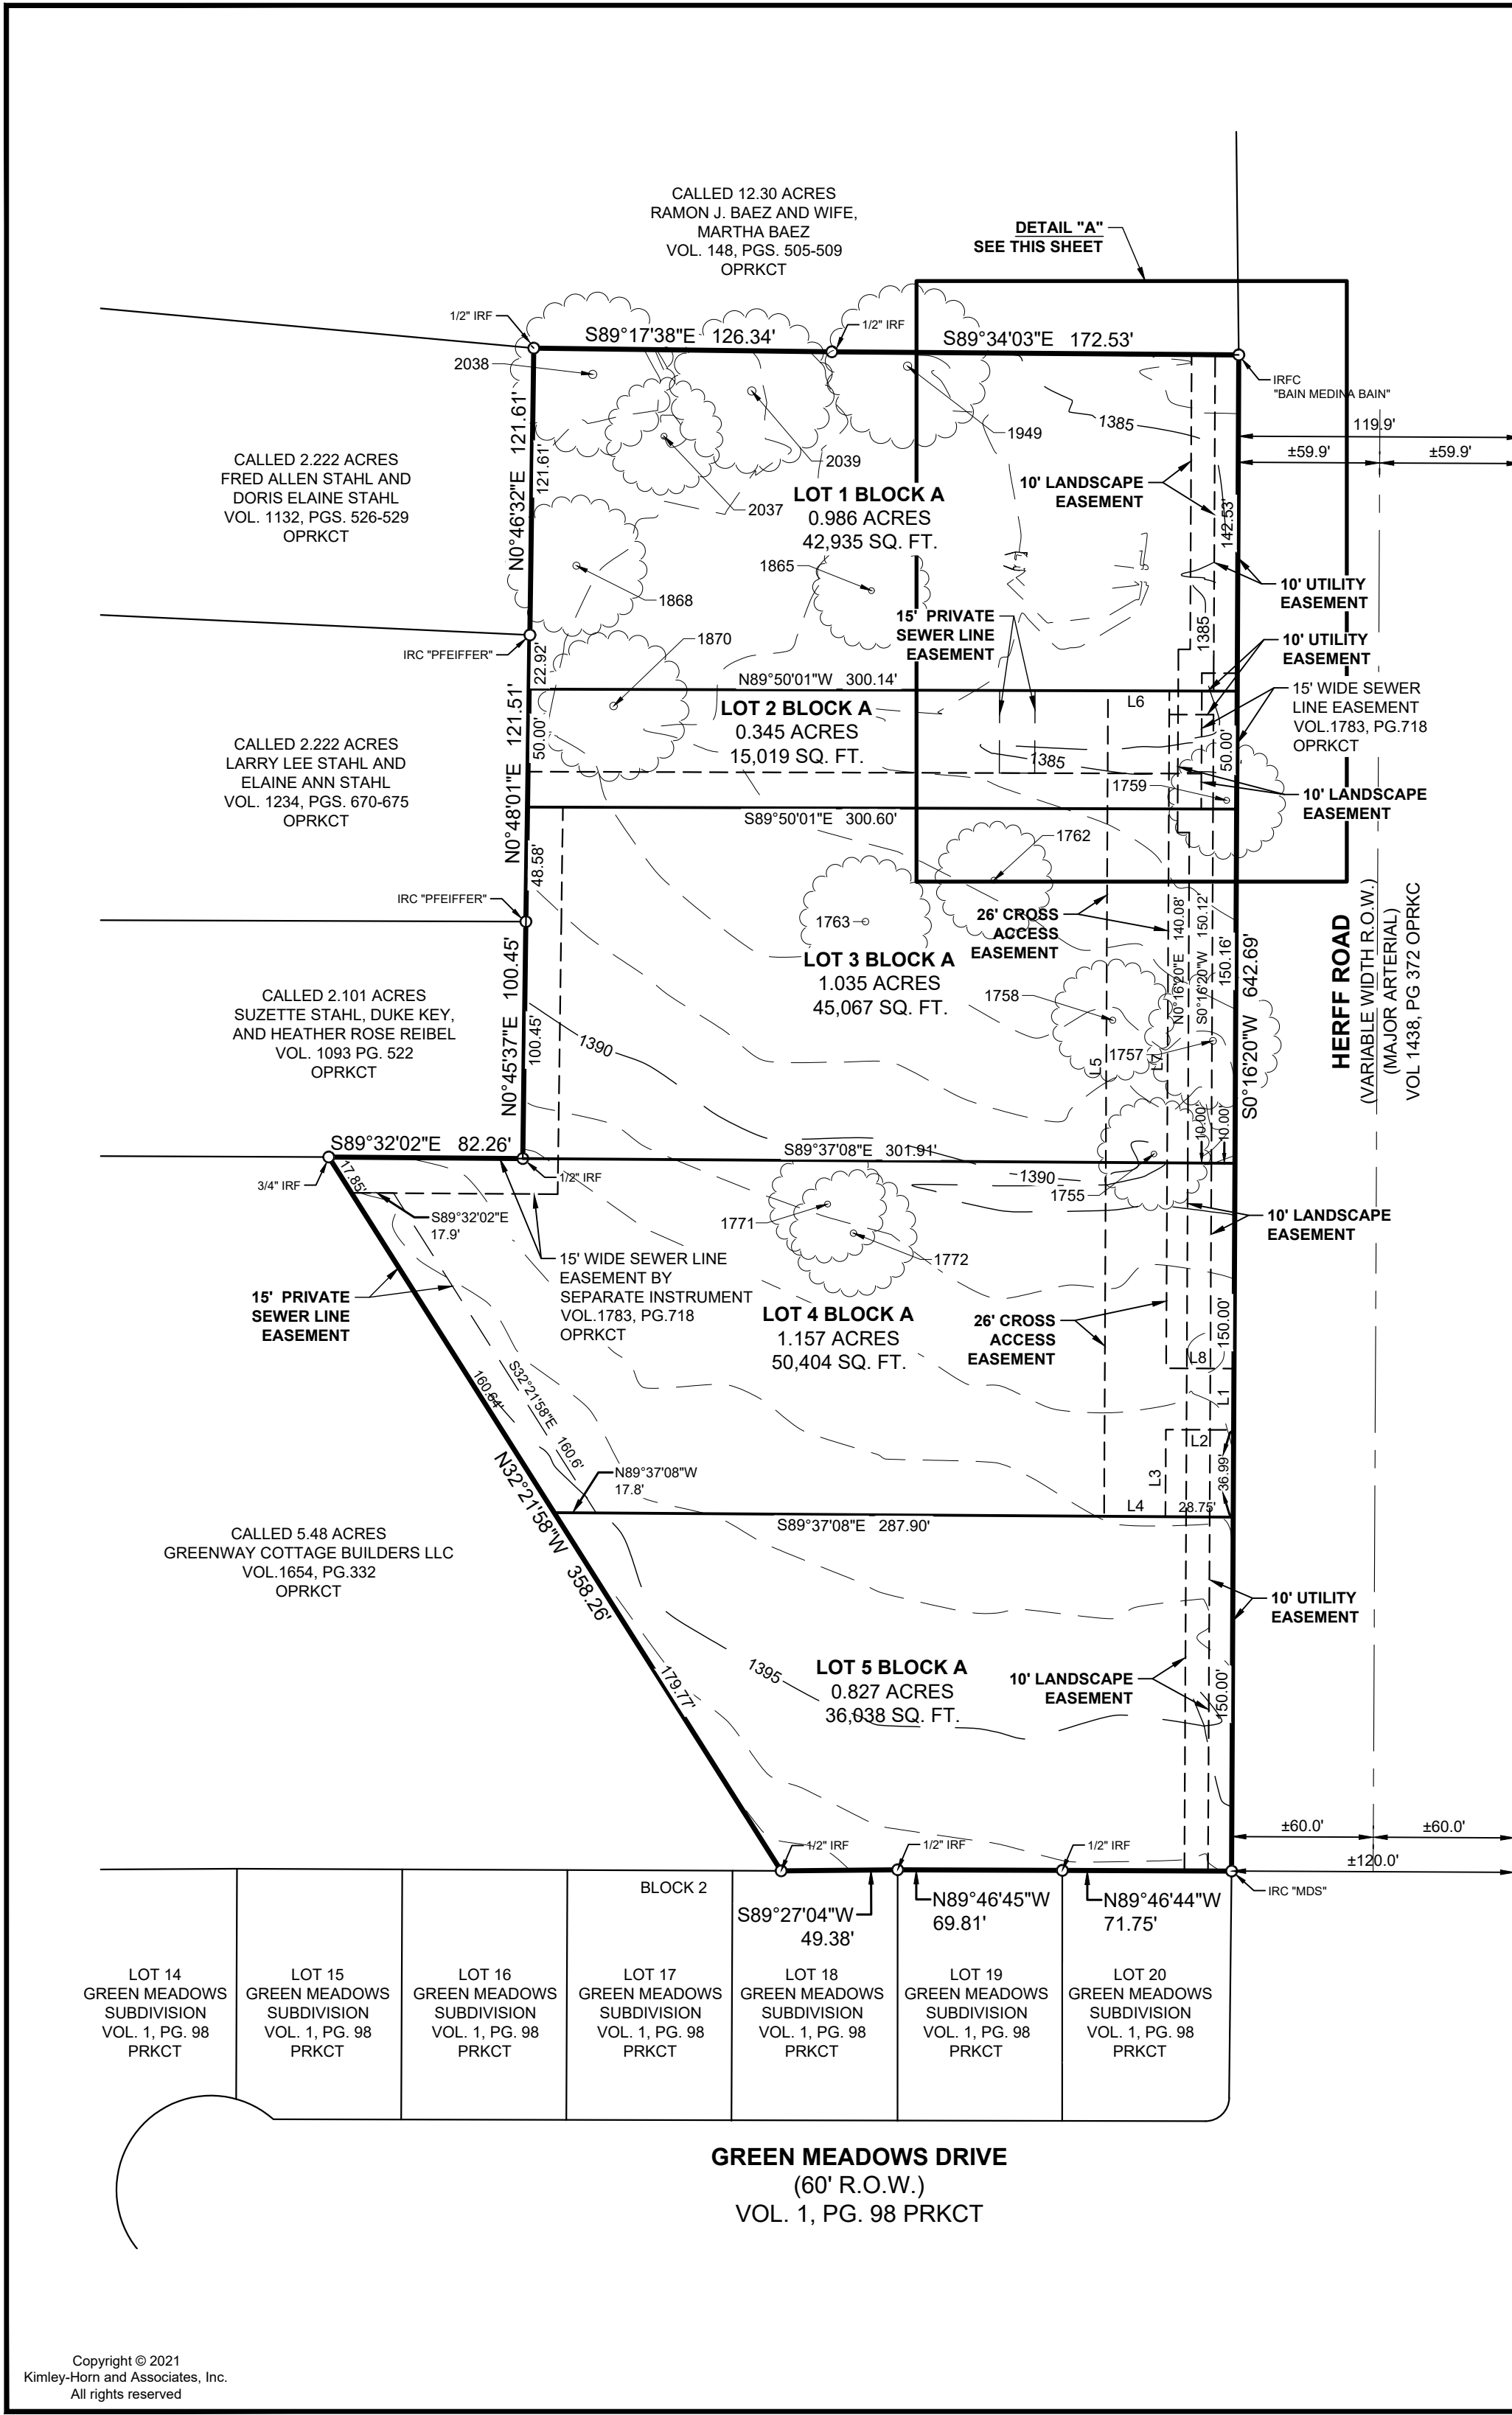 CALLED 12.30 ACRES
RAMON J. BAEZ AND WIFE,
MARTHA BAEZ
VOL. 148, PGS. 505-509
OPRKCT
DETAIL "A"
SEE THIS SHEET
1/2" IRF
S89°17'38"E 126.34'
1/2" IRF
S89°34'03"E 172.53'
IRFC
"BAIN MEDINA BAIN"
2038
1949
1385
119.9'
±59.9'
±59.9'
2039
2037
N0°46'32"E 121.61'
121.61'
CALLED 2.222 ACRES
FRED ALLEN STAHL AND
DORIS ELAINE STAHL
VOL. 1132, PGS. 526-529
OPRKCT
LOT 1 BLOCK A
0.986 ACRES
42,935 SQ. FT.
10' LANDSCAPE
EASEMENT
142.53'
1865
1868
10' UTILITY
EASEMENT
15' PRIVATE
SEWER LINE
EASEMENT
1385
10' UTILITY
EASEMENT
IRC "PFEIFFER"
1870
22.92'
N89°50'01"W 300.14'
L6
15' WIDE SEWER
LINE EASEMENT
VOL.1783, PG.718
OPRKCT
LOT 2 BLOCK A
0.345 ACRES
15,019 SQ. FT.
50.00'
50.00'
1385
N0°48'01"E 121.51'
CALLED 2.222 ACRES
LARRY LEE STAHL AND
ELAINE ANN STAHL
VOL. 1234, PGS. 670-675
OPRKCT
1759
10' LANDSCAPE
EASEMENT
S89°50'01"E 300.60'
1762
48.58'
IRC "PFEIFFER"
1763
26' CROSS
ACCESS
EASEMENT
N0°16'20"E 140.08'
S0°16'20"W 150.12'
150.16'
S0°16'20"W 642.69'
HERFF ROAD
(VARIABLE WIDTH R.O.W.)
(MAJOR ARTERIAL)
VOL 1438, PG 372 OPRKC
LOT 3 BLOCK A
1.035 ACRES
45,067 SQ. FT.
CALLED 2.101 ACRES
SUZETTE STAHL, DUKE KEY,
AND HEATHER ROSE REIBEL
VOL. 1093 PG. 522
OPRKCT
N0°45'37"E 100.45'
100.45'
1390
1758
1757
L5
L7
10.00'
10.00'
S89°32'02"E 82.26'
S89°37'08"E 301.91'
3/4" IRF
1/2" IRF
17.85'
1390
1755
S89°32'02"E
17.9'
1771
1772
10' LANDSCAPE
EASEMENT
15' PRIVATE
SEWER LINE
EASEMENT
15' WIDE SEWER LINE
EASEMENT BY
SEPARATE INSTRUMENT
VOL.1783, PG.718
OPRKCT
LOT 4 BLOCK A
1.157 ACRES
50,404 SQ. FT.
26' CROSS
ACCESS
EASEMENT
150.00'
L8
L1
160.64'
S32°21'58"E 160.6'
L2
L3
36.99'
N89°37'08"W
17.8'
L4
28.75'
S89°37'08"E 287.90'
N32°21'58"W 358.26'
CALLED 5.48 ACRES
GREENWAY COTTAGE BUILDERS LLC
VOL.1654, PG.332
OPRKCT
10' UTILITY
EASEMENT
1395
179.77'
LOT 5 BLOCK A
0.827 ACRES
36,038 SQ. FT.
10' LANDSCAPE
EASEMENT
150.00'
±60.0'
±60.0'
±120.0'
1/2" IRF
1/2" IRF
1/2" IRF
IRC "MDS"
BLOCK 2
S89°27'04"W
49.38'
N89°46'45"W
69.81'
N89°46'44"W
71.75'
LOT 14
GREEN MEADOWS
SUBDIVISION
VOL. 1, PG. 98
PRKCT
LOT 15
GREEN MEADOWS
SUBDIVISION
VOL. 1, PG. 98
PRKCT
LOT 16
GREEN MEADOWS
SUBDIVISION
VOL. 1, PG. 98
PRKCT
LOT 17
GREEN MEADOWS
SUBDIVISION
VOL. 1, PG. 98
PRKCT
LOT 18
GREEN MEADOWS
SUBDIVISION
VOL. 1, PG. 98
PRKCT
LOT 19
GREEN MEADOWS
SUBDIVISION
VOL. 1, PG. 98
PRKCT
LOT 20
GREEN MEADOWS
SUBDIVISION
VOL. 1, PG. 98
PRKCT
GREEN MEADOWS DRIVE
(60' R.O.W.)
VOL. 1, PG. 98 PRKCT
Copyright © 2021
Kimley-Horn and Associates, Inc.
All rights reserved